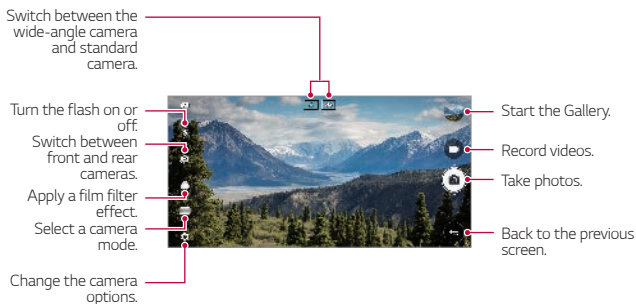 Switch between the
wide-angle camera
and standard
camera.
Turn the flash on or
off.
Switch between
front and rear
cameras.
Apply a film filter
effect.
Select a camera
mode.
Change the camera
options.
Start the Gallery.
Record videos.
Take photos.
Back to the previous
screen.